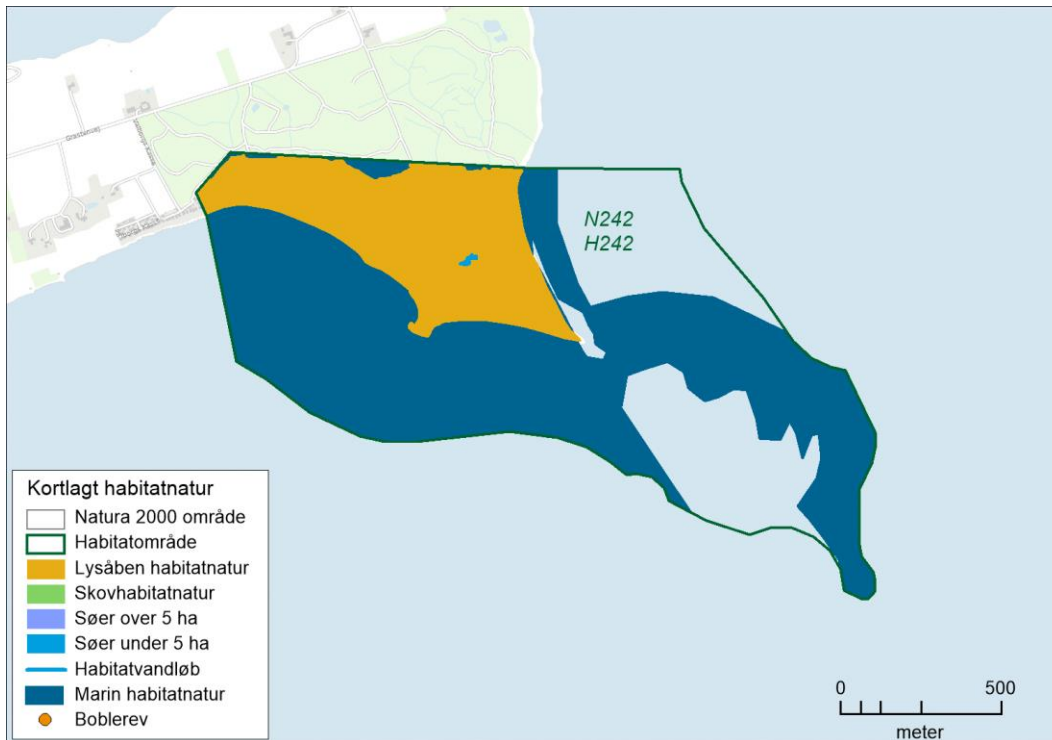 N242
H242
Kortlagt habitatnatur
Natura 2000 område
Habitatområde
Lysåben habitatnatur
Skovhabitatnatur
Søer over 5 ha
Søer under 5 ha
Habitatvandløb
Marin habitatnatur
Boblerev
0 500
meter